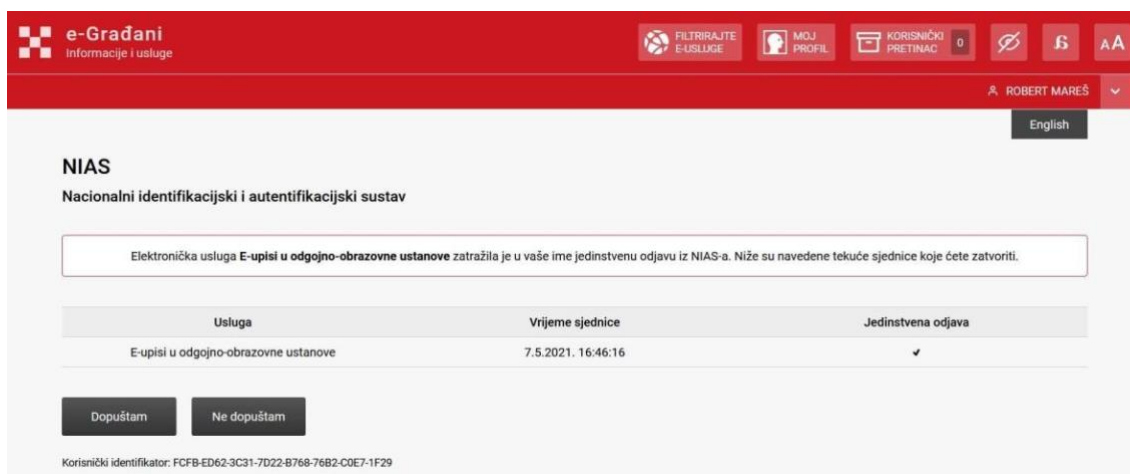 e-Građani
Informacije i usluge
FILTRIRAJTE
E-USLUGE
MOJ
PROFIL
KORISNIČKI
PRETINAC
0
AA
ROBERT MAREŠ
English
NIAS
Nacionalni identifikacijski i autentifikacijski sustav
Elektronička usluga E-upisi u odgojno-obrazovne ustanove zatražila je u vaše ime jedinstvenu odjavu iz NIAS-a. Niže su navedene tekuće sjednice koje ćete zatvoriti.
Usluga Vrijeme sjednice Jedinstvena odjava
E-upisi u odgojno-obrazovne ustanove 7.5.2021. 16:46:16 ✔
Dopuštam Ne dopuštam
Korisnički identifikator: FCFB-ED62-3C31-7D22-B768-76B2-C0E7-1F29